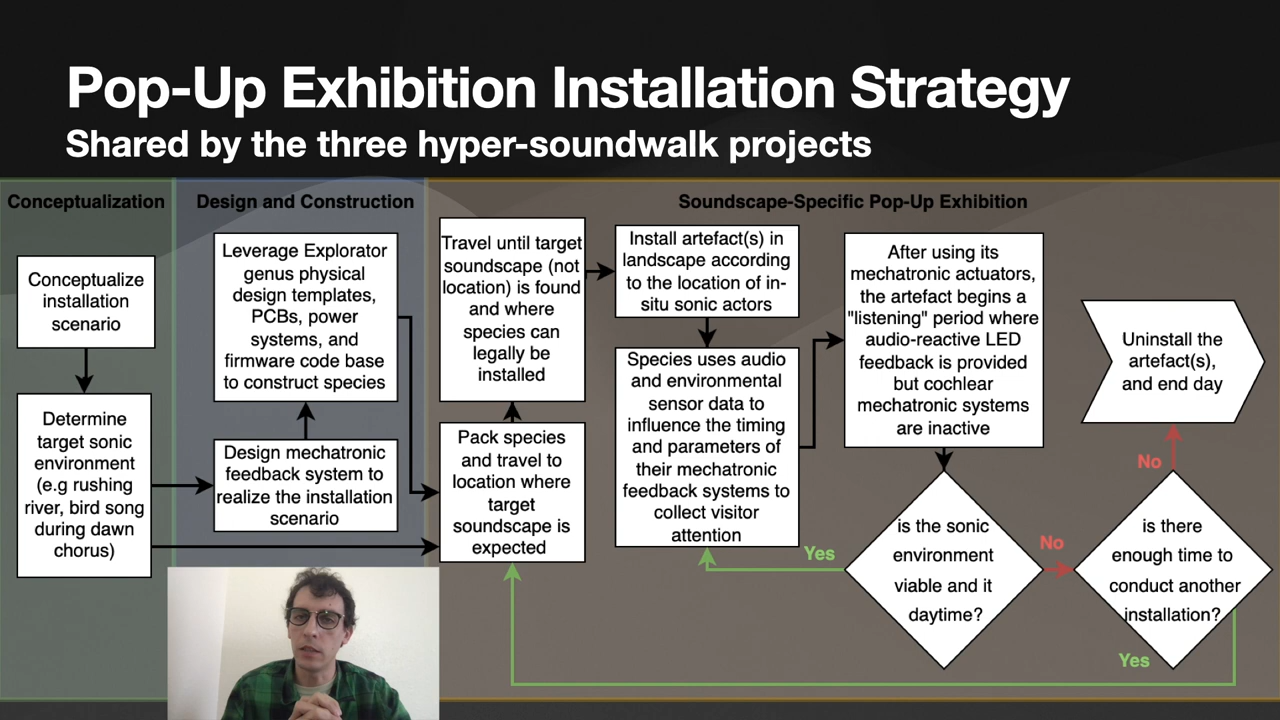 Pop-Up Exhibition Installation Strategy
Shared by the three hyper-soundwalk projects
Conceptualization
Conceptualize
installation
scenario
Determine
target sonic
environment
(e.g rushing
river, bird song
during dawn
chorus)
Design and Construction
Leverage Explorator
genus physical
design templates,
PCBs, power
systems, and
firmware code base
to construct species
Design mechatronic
feedback system to
realize the installation
scenario
Soundscape-Specific Pop-Up Exhibition
Travel until target
soundscape (not
location) is found
and where
species can
legally be
installed
Pack species
and travel to
location where
target
soundscape is
expected
Install artefact(s) in
landscape according
to the location of in-
situ sonic actors
Species uses audio
and environmental
sensor data to
influence the timing
and parameters of
their mechatronic
feedback systems to
collect visitor
attention
After using its
mechatronic actuators,
the artefact begins a
"listening" period where
audio-reactive LED
feedback is provided
but cochlear
mechatronic systems
are inactive
is the sonic
environment
viable and it
daytime?
Yes
No
is there
enough time to
conduct another
installation?
No
Yes
Uninstall the
artefact(s),
and end day